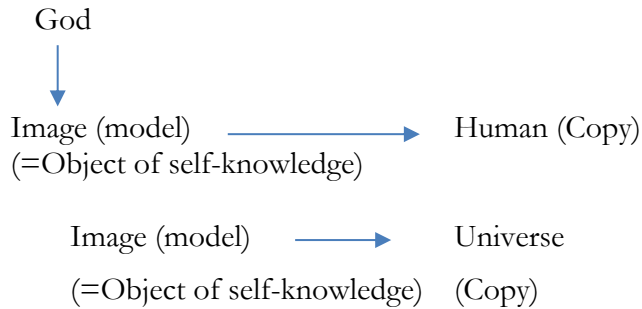 God
Image (model) Human (Copy)
(=Object of self-knowledge)
Image (model) Universe
(=Object of self-knowledge) (Copy)